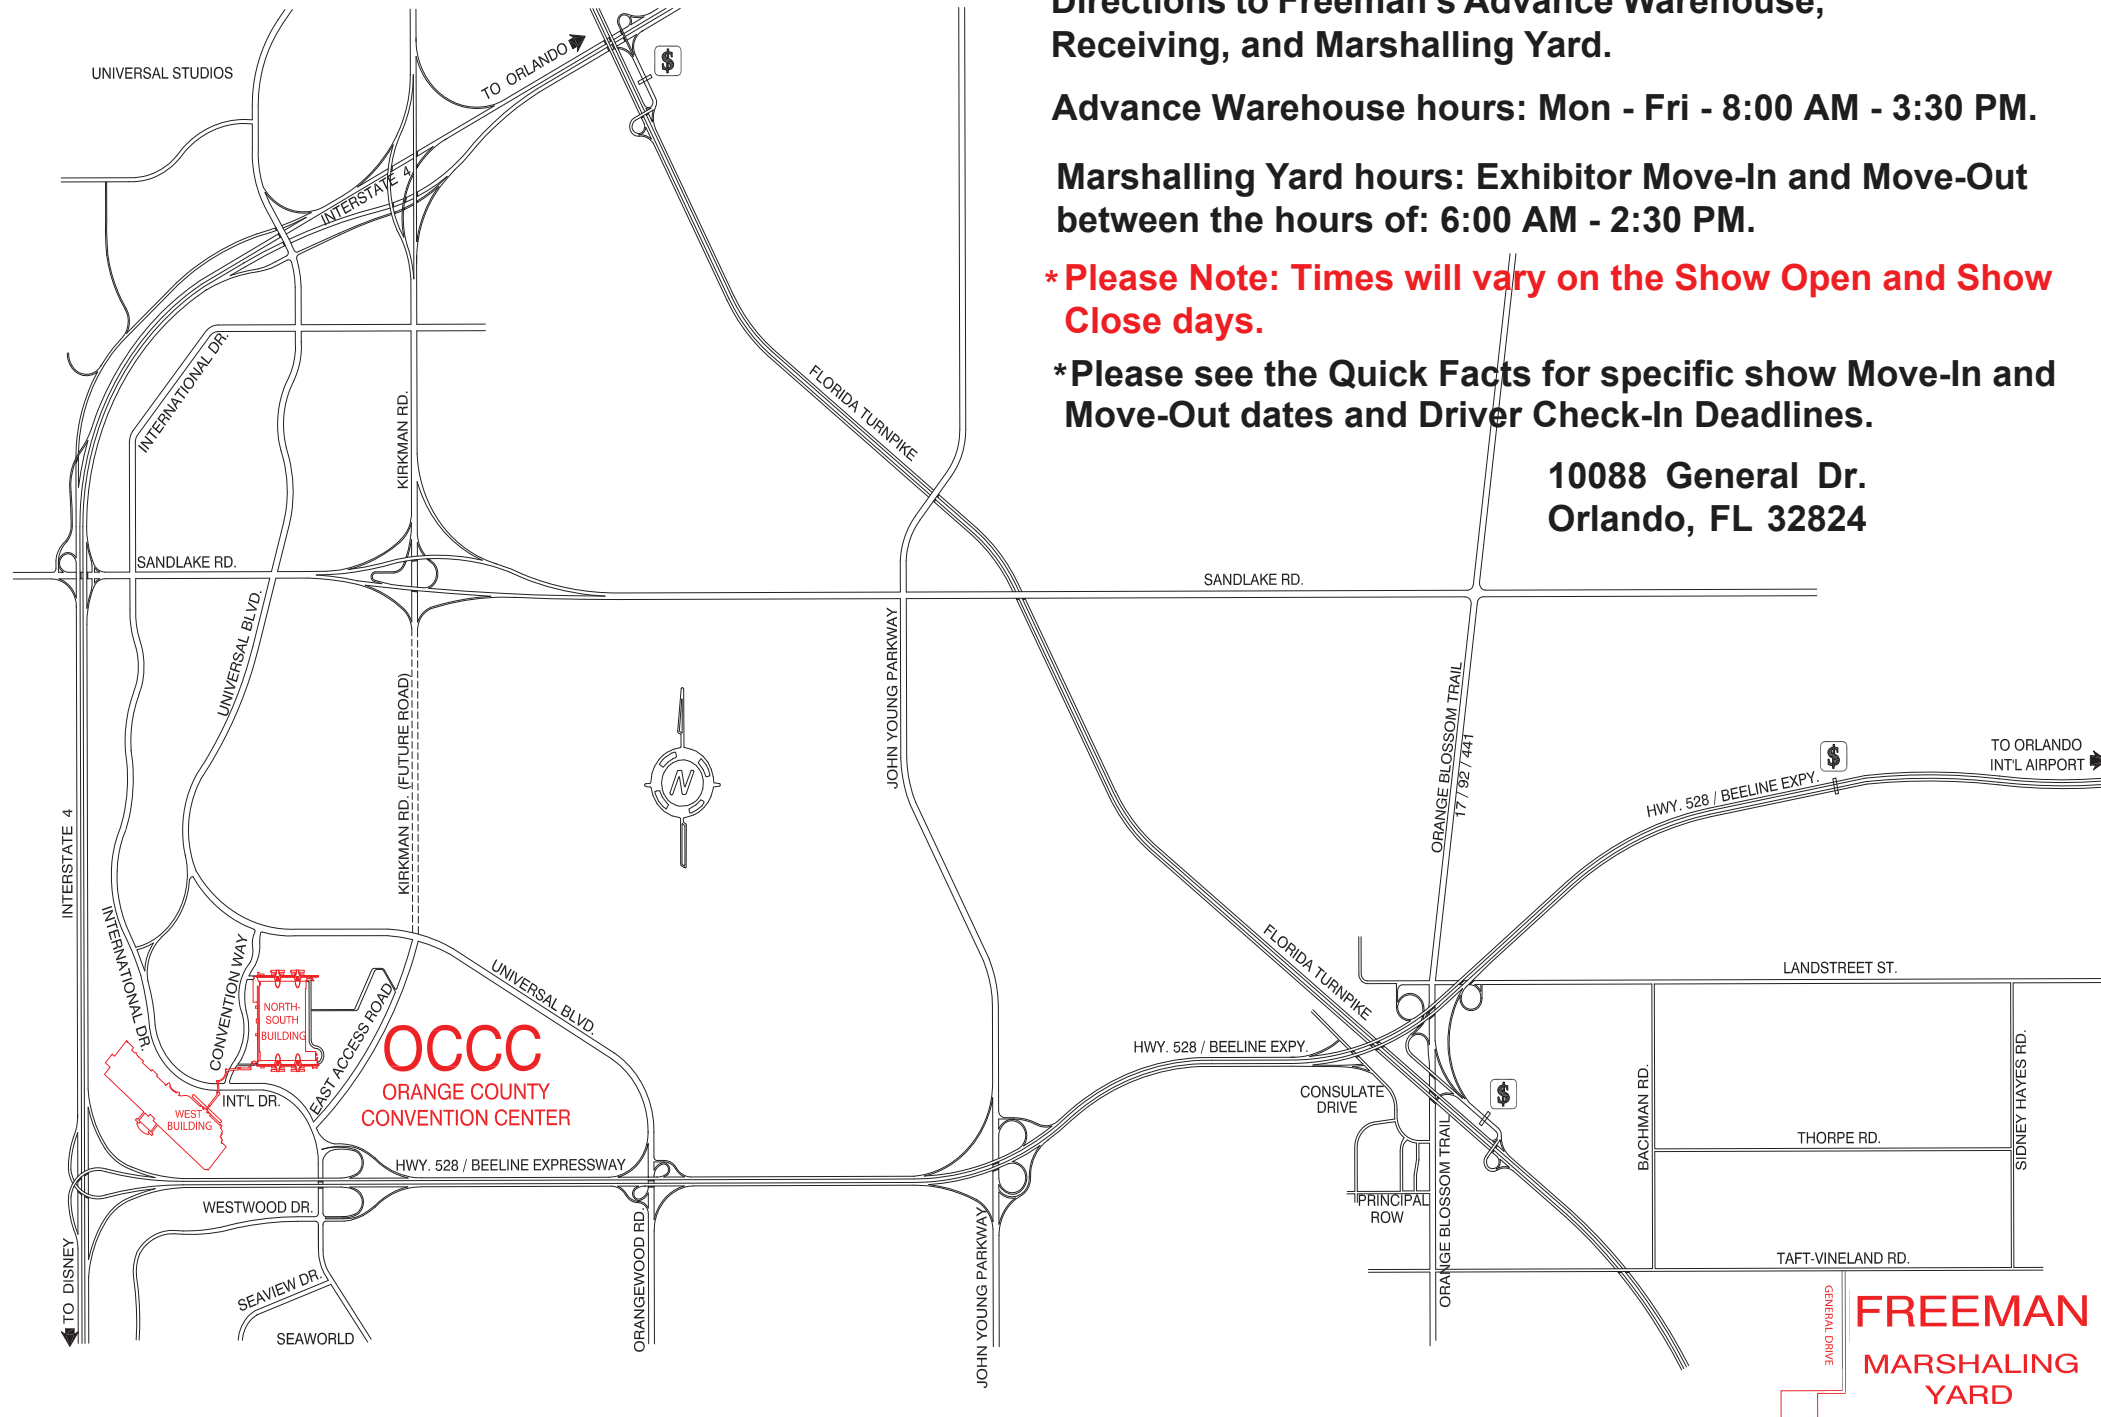 Directions to Freeman's Advance Warehouse,
Receiving, and Marshalling Yard.
Advance Warehouse hours: Mon - Fri - 8:00 AM - 3:30 PM.
Marshalling Yard hours: Exhibitor Move-In and Move-Out
between the hours of: 6:00 AM - 2:30 PM.
*Please Note: Times will vary on the Show Open and Show
Close days.
*Please see the Quick Facts for specific show Move-In and
Move-Out dates and Driver Check-In Deadlines.
10088 General Dr.
Orlando, FL 32824
UNIVERSAL STUDIOS
TO ORLANDO
$
INTERSTATE 4
INTERNATIONAL DR.
KIRKMAN RD.
FLORIDA TURNPIKE
SANDLAKE RD.
SANDLAKE RD.
UNIVERSAL BLVD.
KIRKMAN RD. (FUTURE ROAD)
JOHN YOUNG PARKWAY
ORANGE BLOSSOM TRAIL
17 / 92 / 441
N
$
TO ORLANDO
INT'L AIRPORT
HWY. 528 / BEELINE EXPY.
INTERSTATE 4
INTERNATIONAL DR.
CONVENTION WAY
NORTH-
SOUTH
BUILDING
EAST ACCESS ROAD
UNIVERSAL BLVD.
OCCC
ORANGE COUNTY
CONVENTION CENTER
WEST
BUILDING
INT'L DR.
FLORIDA TURNPIKE
LANDSTREET ST.
HWY. 528 / BEELINE EXPY.
CONSULATE
DRIVE
$
BACHMAN RD.
THORPE RD.
SIDNEY HAYES RD.
HWY. 528 / BEELINE EXPRESSWAY
WESTWOOD DR.
PRINCIPAL
ROW
ORANGE BLOSSOM TRAIL
TO DISNEY
SEAVIEW DR.
SEAWORLD
ORANGEWOOD RD.
JOHN YOUNG PARKWAY
TAFT-VINELAND RD.
GENERAL DRIVE
FREEMAN
MARSHALING
YARD